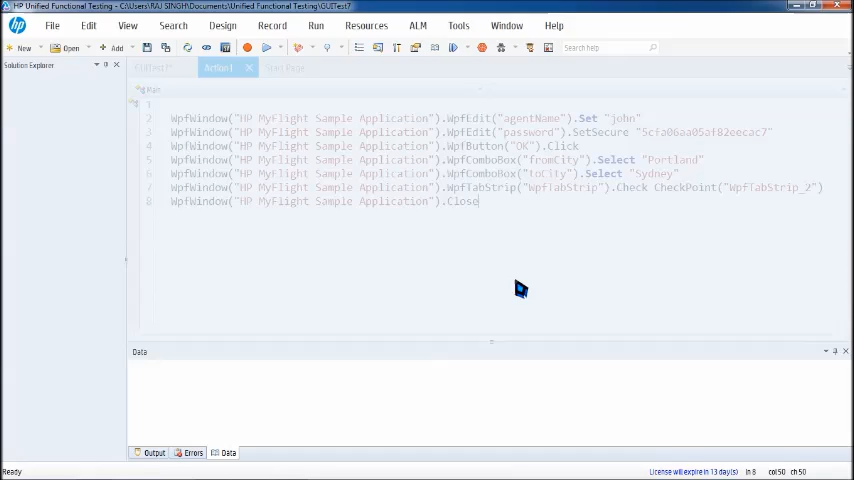 HP Unified Functional Testing - C:\Users\RAJ SINGH\Documents\Unified Functional Testing\GUITest7
hp File Edit View Search Design Record Run Resources ALM Tools Window Help
New Open Add Search help
Solution Explorer
Action1 Start Page
Main
1
2 WpfWindow("HP MyFlight Sample Application").WpfEdit("agentName").Set "john"
3 WpfWindow("HP MyFlight Sample Application").WpfEdit("password").SetSecure "5cfa06aa05af82eecac7"
4 WpfWindow("HP MyFlight Sample Application").WpfButton("OK").Click
5 WpfWindow("HP MyFlight Sample Application").WpfComboBox("fromCity").Select "Portland"
6 WpfWindow("HP MyFlight Sample Application").WpfComboBox("toCity").Select "Sydney"
7 WpfWindow("HP MyFlight Sample Application").WpfTabStrip("WpfTabStrip").Check CheckPoint("WpfTabStrip_2")
8 WpfWindow("HP MyFlight Sample Application").Close
Data
Output Errors Data
Ready License will expire in 13 day(s) ln 8 col 50 ch 50